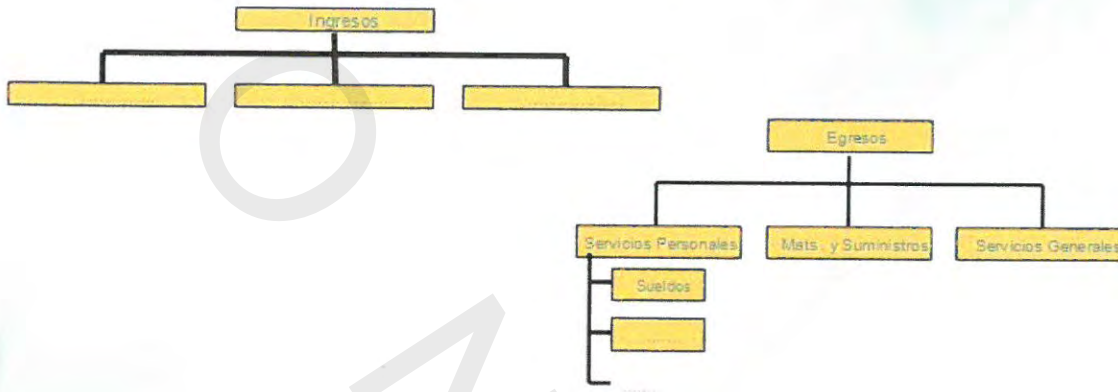 Ingresos
Egresos
Servicios Personales
Mats. y Suministros
Servicios Generales
Sueldos
..........